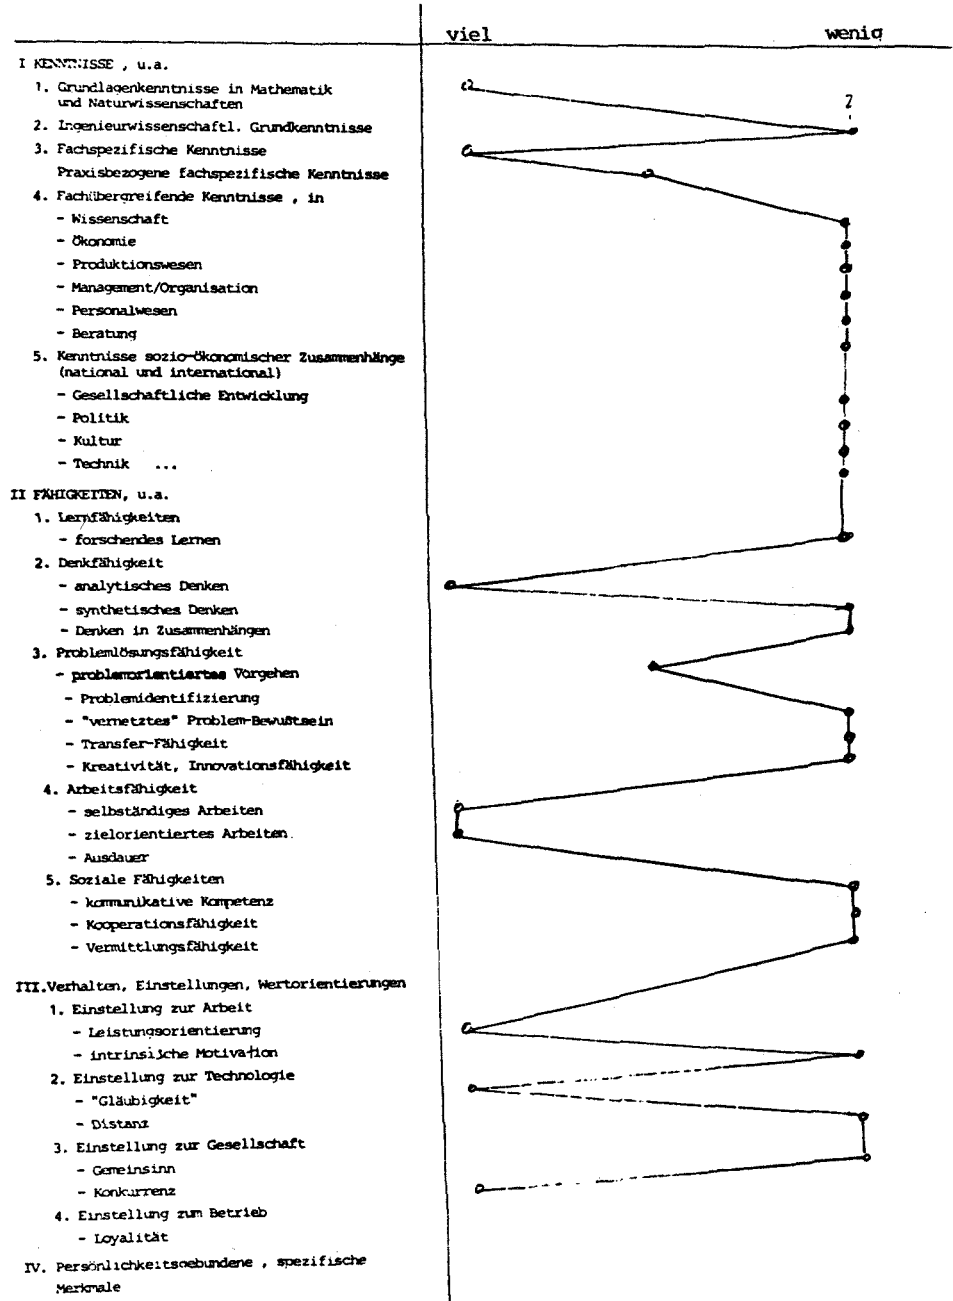 viel wenig
I KENNTNISSE , u.a.
1. Grundlagenkenntnisse in Mathematik
und Naturwissenschaften
?
2. Ingenieurwissenschaftl. Grundkenntnisse
3. Fachspezifische Kenntnisse
Praxisbezogene fachspezifische Kenntnisse
4. Fachübergreifende Kenntnisse , in
- Wissenschaft
- Ökonomie
- Produktionswesen
- Management/Organisation
- Personalwesen
- Beratung
5. Kenntnisse sozio-ökonomischer Zusammenhänge
(national und international)
- Gesellschaftliche Entwicklung
- Politik
- Kultur
- Technik ...
II FÄHIGKEITEN, u.a.
1. Lernfähigkeiten
- forschendes Lernen
2. Denkfähigkeit
- analytisches Denken
- synthetisches Denken
- Denken in Zusammenhängen
3. Problemlösungsfähigkeit
- problemorientiertes Vorgehen
- Problemidentifizierung
- "vernetztes" Problem-Bewußtsein
- Transfer-Fähigkeit
- Kreativität, Innovationsfähigkeit
4. Arbeitsfähigkeit
- selbständiges Arbeiten
- zielorientiertes Arbeiten
- Ausdauer
5. Soziale Fähigkeiten
- kommunikative Kompetenz
- Kooperationsfähigkeit
- Vermittlungsfähigkeit
III. Verhalten, Einstellungen, Wertorientierungen
1. Einstellung zur Arbeit
- Leistungsorientierung
- intrinsische Motivation
2. Einstellung zur Technologie
- "Gläubigkeit"
- Distanz
3. Einstellung zur Gesellschaft
- Gemeinsinn
- Konkurrenz
4. Einstellung zum Betrieb
- Loyalität
IV. Persönlichkeitsgebundene , spezifische
Merkmale